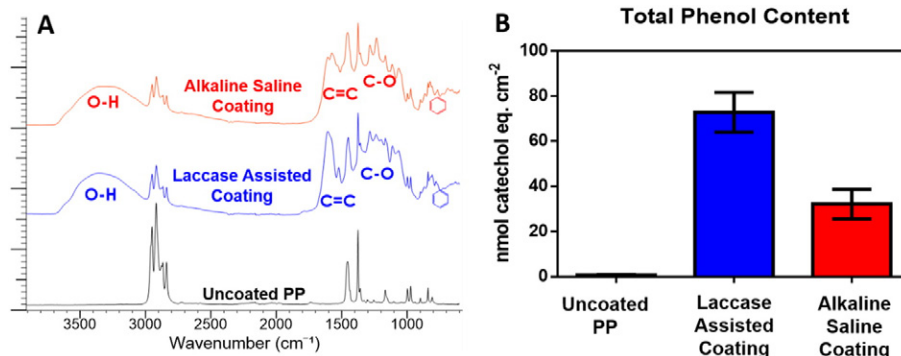 A
Alkaline Saline
Coating
O-H
C=C
C-O
Laccase Assisted
Coating
O-H
C=C
C-O
Uncoated PP
3500 3000 2500 2000 1500 1000
Wavenumber (cm⁻¹)
B
Total Phenol Content
nmol catechol eq. cm⁻²
100
80
60
40
20
0
Uncoated
PP
Laccase
Assisted
Coating
Alkaline
Saline
Coating